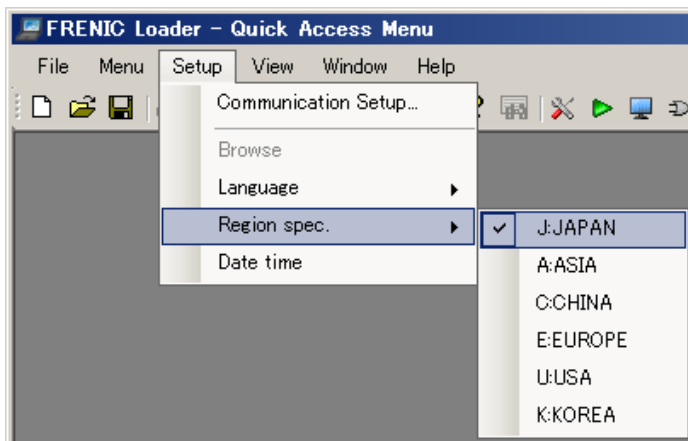 FRENIC Loader - Quick Access Menu
File Menu Setup View Window Help
Communication Setup...
Browse
Language
Region spec.
Date time
J:JAPAN
A:ASIA
C:CHINA
E:EUROPE
U:USA
K:KOREA